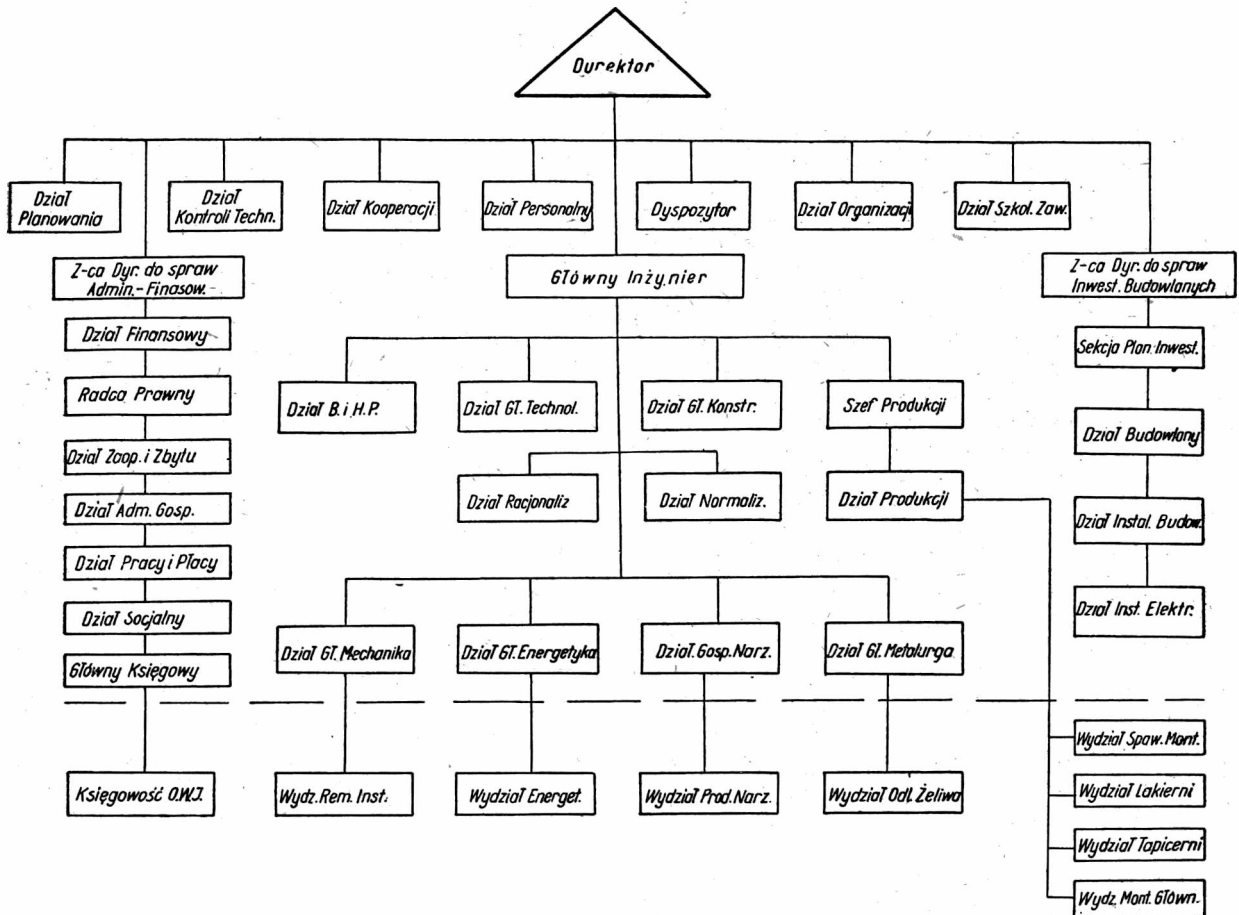 Dyrektor
Dział
Planowania
Dział
Kontroli Techn.
Dział Kooperacji
Dział Personalny
Dyspozytor
Dział Organizacji
Dział Szkol. Zaw.
Z-ca Dyr. do spraw
Admin.-Finasow.
Główny Inżynier
Z-ca Dyr. do spraw
Inwest. Budowlanych
Dział Finansowy
Radca Prawny
Dział Zaop. i Zbytu
Dział Adm. Gosp.
Dział Pracy i Płacy
Dział Socjalny
Główny Księgowy
Księgowość O.W.J.
Dział B. i H.P.
Dział Gł. Technol.
Dział Gł. Konstr.
Szef Produkcji
Dział Racjonaliz
Dział Normaliz.
Dział Produkcji
Dział Gł. Mechanika
Dział Gł. Energetyka
Dział. Gosp. Narz.
Dział Gł. Metalurga
Wydz. Rem. Inst.
Wydział Energet.
Wydział Prod. Narz.
Wydział Odl. Żeliwa
Sekcja Plan. Inwest.
Dział Budowlany
Dział Instal. Budow.
Dział Inst. Elektr.
Wydział Spaw. Mont.
Wydział Lakierni
Wydział Tapicerni
Wydz. Mont. Główn.